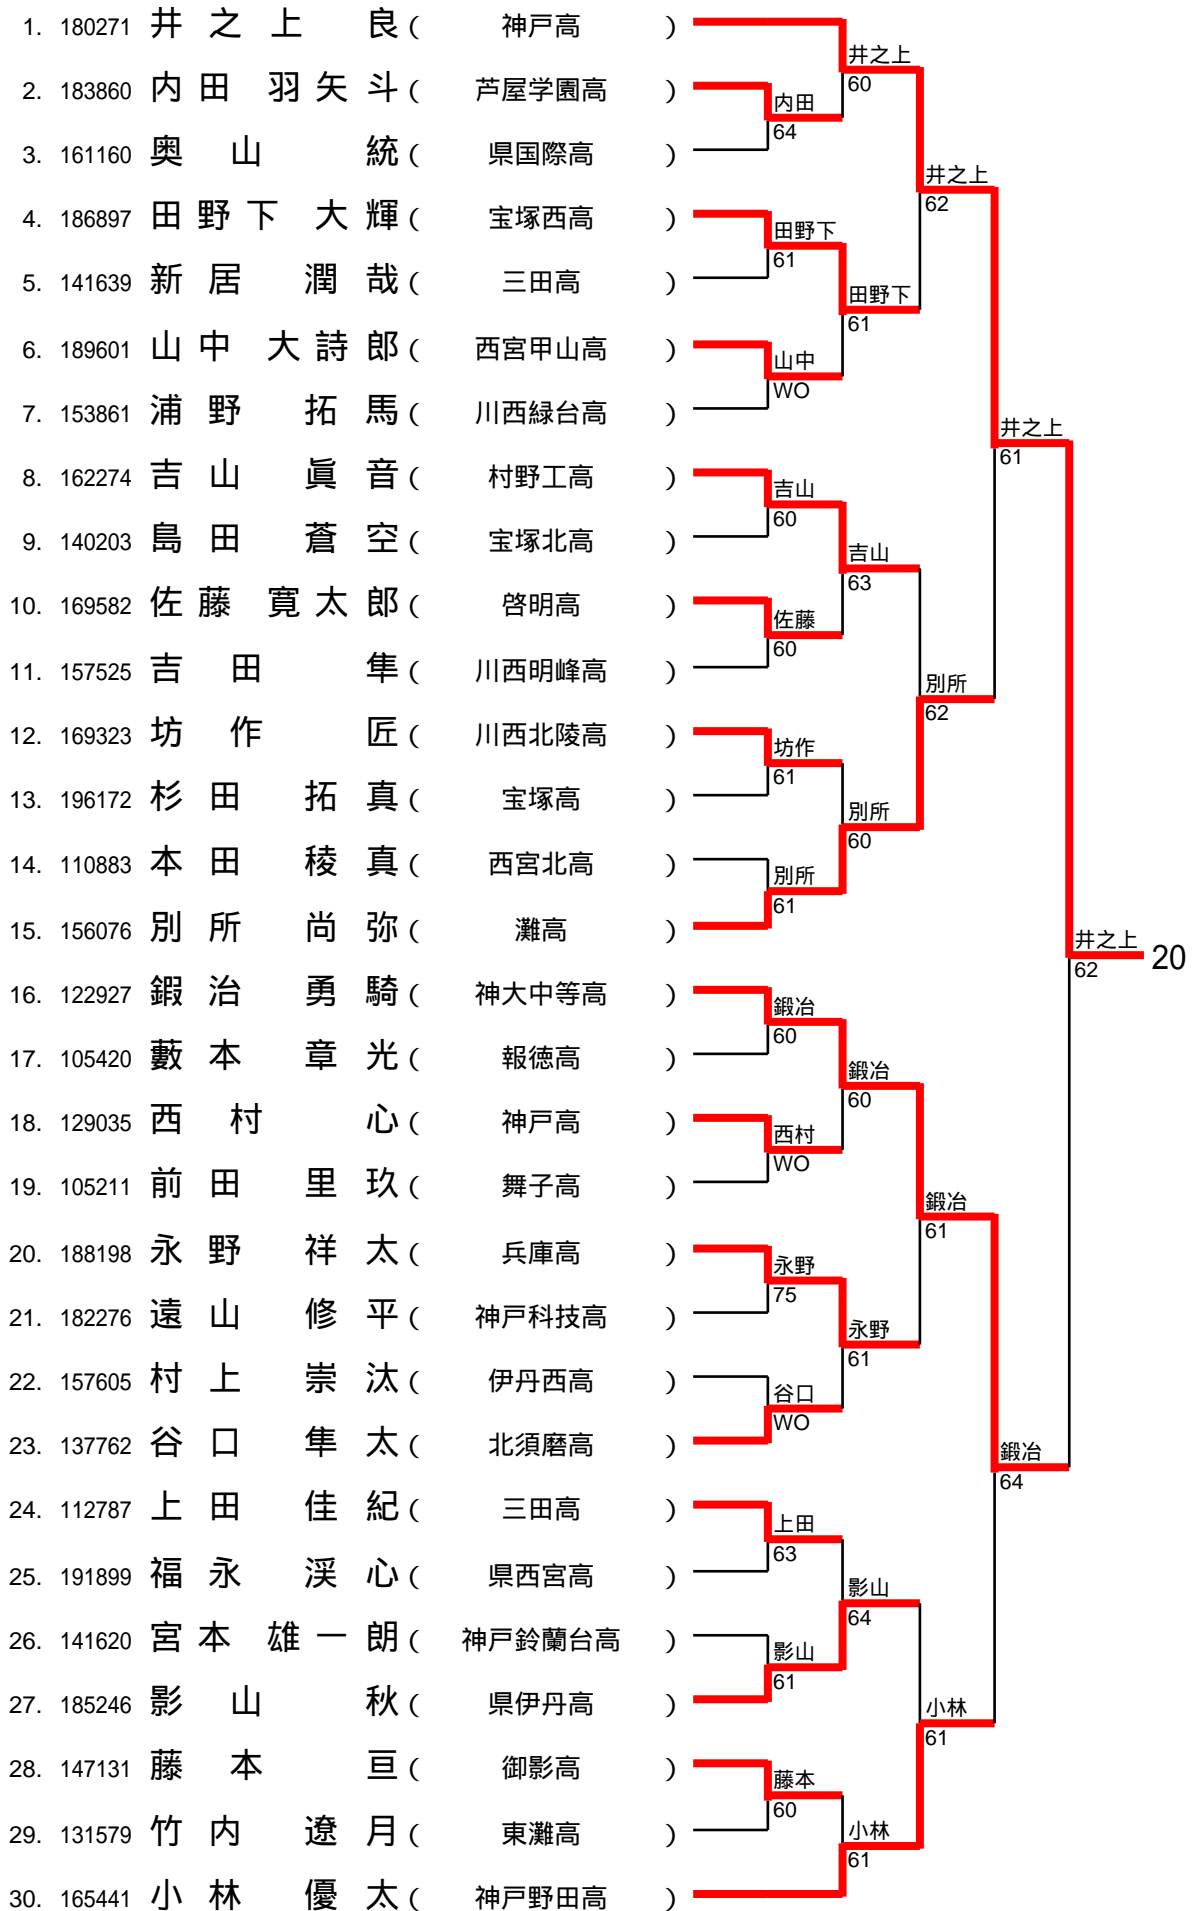 1. 180271 井之上 良 ( 神戸高 )
2. 183860 内田 羽矢斗 ( 芦屋学園高 )
3. 161160 奥山 統 ( 県国際高 )
4. 186897 田野下 大輝 ( 宝塚西高 )
5. 141639 新居 潤哉 ( 三田高 )
6. 189601 山中 大詩郎 ( 西宮甲山高 )
7. 153861 浦野 拓馬 ( 川西緑台高 )
8. 162274 吉山 眞音 ( 村野工高 )
9. 140203 島田 蒼空 ( 宝塚北高 )
10. 169582 佐藤 寛太郎 ( 啓明高 )
11. 157525 吉田 隼 ( 川西明峰高 )
12. 169323 坊作 匠 ( 川西北陵高 )
13. 196172 杉田 拓真 ( 宝塚高 )
14. 110883 本田 稜真 ( 西宮北高 )
15. 156076 別所 尚弥 ( 灘高 )
16. 122927 鍜治 勇騎 ( 神大中等高 )
17. 105420 藪本 章光 ( 報徳高 )
18. 129035 西村 心 ( 神戸高 )
19. 105211 前田 里玖 ( 舞子高 )
20. 188198 永野 祥太 ( 兵庫高 )
21. 182276 遠山 修平 ( 神戸科技高 )
22. 157605 村上 崇汰 ( 伊丹西高 )
23. 137762 谷口 隼太 ( 北須磨高 )
24. 112787 上田 佳紀 ( 三田高 )
25. 191899 福永 渓心 ( 県西宮高 )
26. 141620 宮本 雄一朗 ( 神戸鈴蘭台高 )
27. 185246 影山 秋 ( 県伊丹高 )
28. 147131 藤本 亘 ( 御影高 )
29. 131579 竹内 遼月 ( 東灘高 )
30. 165441 小林 優太 ( 神戸野田高 )
内田
64
田野下
61
山中
WO
吉山
60
佐藤
60
坊作
61
別所
61
鍛冶
60
西村
WO
永野
75
谷口
WO
上田
63
影山
61
藤本
60
井之上
60
田野下
61
吉山
63
別所
60
鍛冶
60
永野
61
影山
64
小林
61
井之上
62
別所
62
鍛冶
61
小林
61
井之上
61
鍛冶
64
井之上
62
20